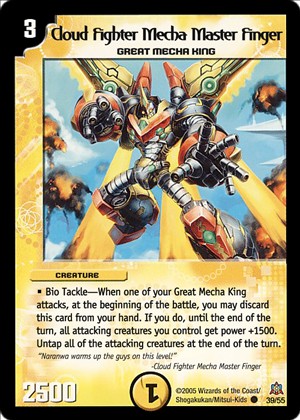 3
Cloud Fighter Mecha Master Finger
GREAT MECHA KING
CREATURE
▪ Bio Tackle—When one of your Great Mecha King
attacks, at the beginning of the battle, you may discard
this card from your hand. If you do, until the end of the
turn, all attacking creatures you control get power +1500.
Untap all of the attacking creatures at the end of the turn.
"Naranwa warms up the guys on this level!"
-Cloud Fighter Mecha Master Finger
2500
1
©2005 Wizards of the Coast/
Shogakukan/Mitsui-Kids
39/55